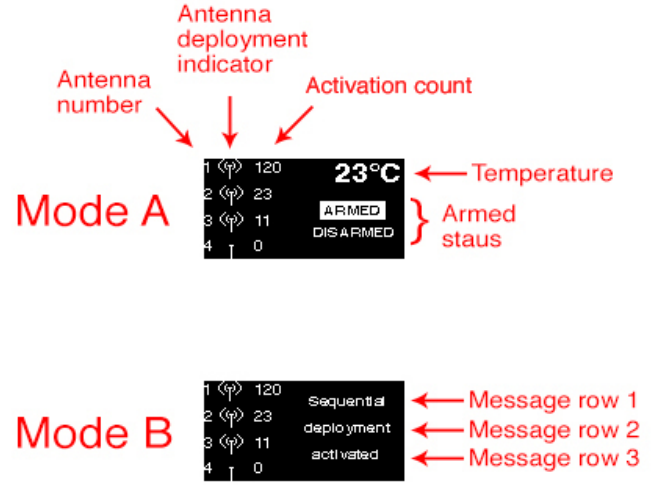 Antenna
deployment
indicator
Antenna
number
Activation count
1 120
23°C
Temperature
2 23
Mode A
ARMED
Armed
staus
3 11
DISARMED
4 0
1 120
Sequential
Message row 1
2 23
Mode B
deployment
Message row 2
3 11
activated
Message row 3
4 0